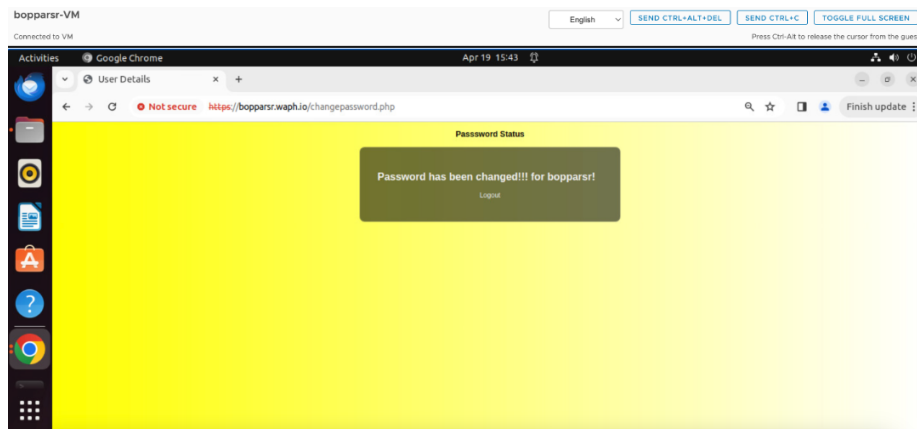 bopparsr-VM
English
SEND CTRL+ALT+DEL
SEND CTRL+C
TOGGLE FULL SCREEN
Connected to VM
Press Ctrl-Alt to release the cursor from the gues
Activities
Google Chrome
Apr 19 15:43
User Details
Not secure
https://bopparsr.waph.io/changepassword.php
Finish update
Passsword Status
Password has been changed!!! for bopparsr!
Logout